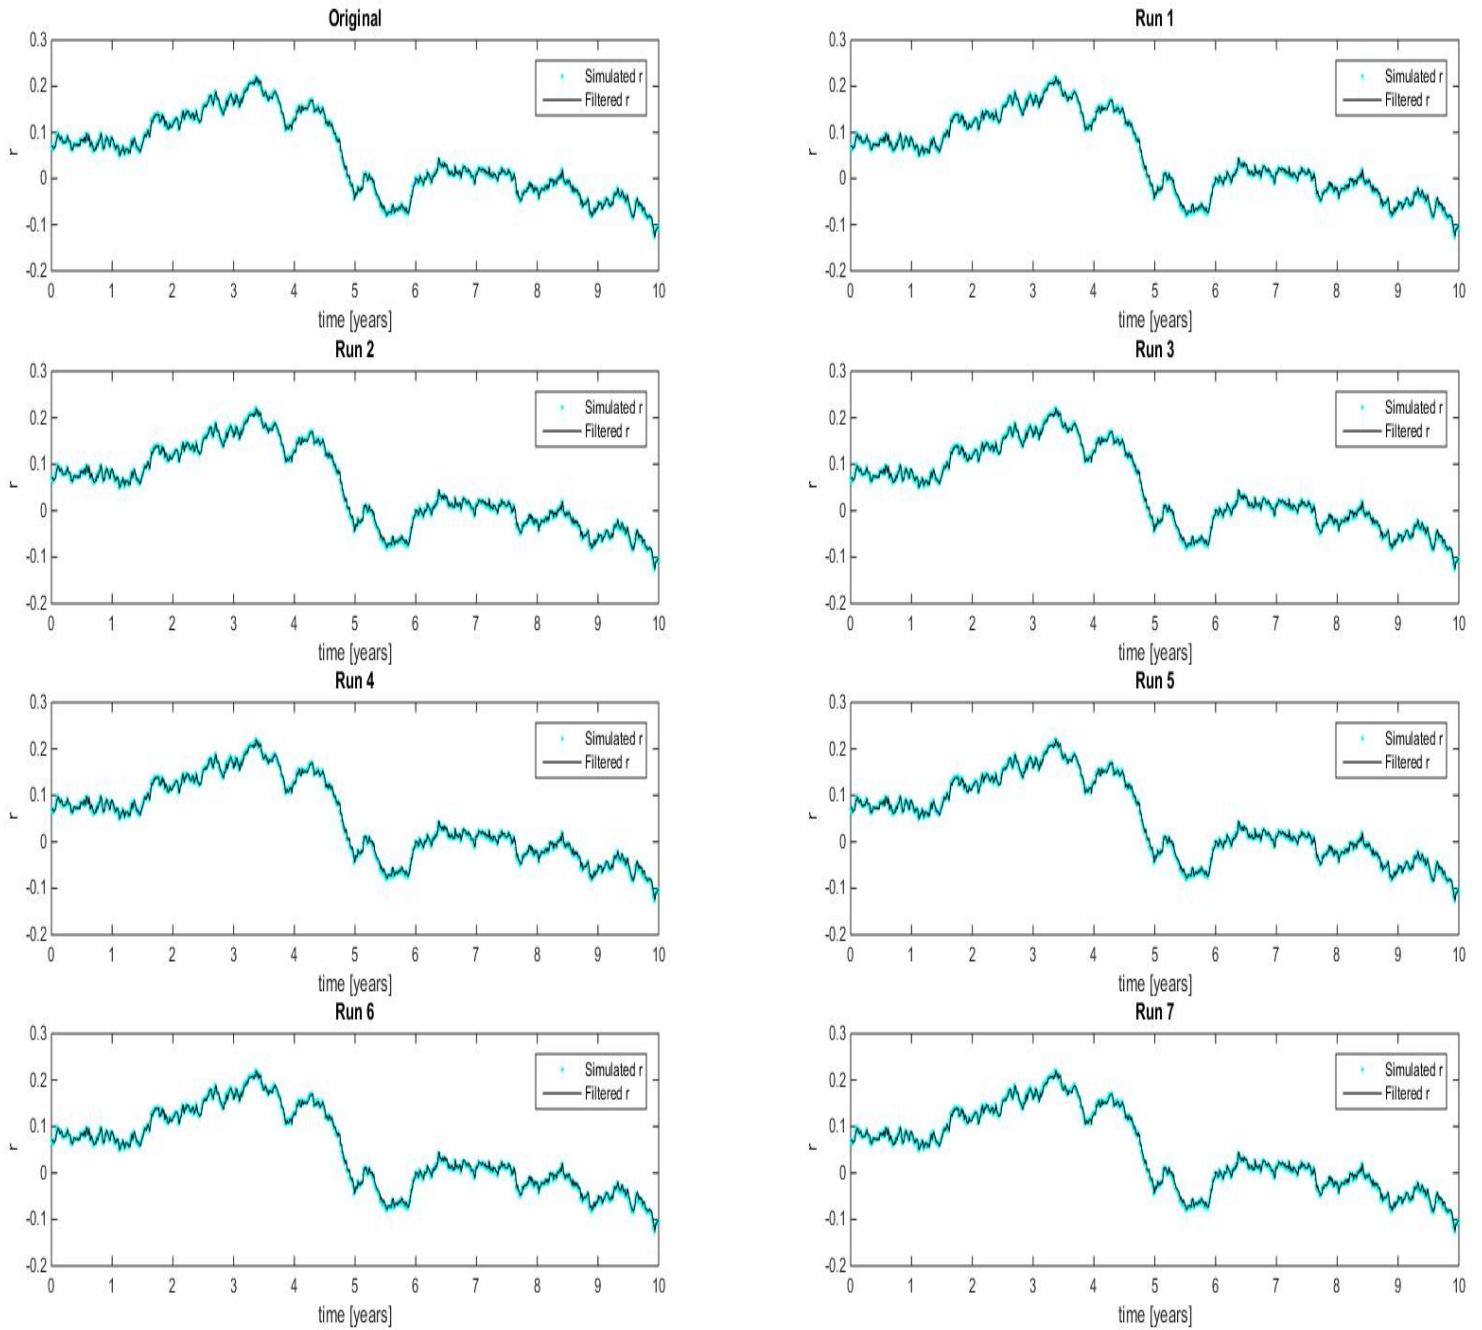 Original
0.3
0.2
0.1
0
-0.1
-0.2
r
Simulated r
Filtered r
0 1 2 3 4 5 6 7 8 9 10
time [years]
Run 1
0.3
0.2
0.1
0
-0.1
-0.2
r
Simulated r
Filtered r
0 1 2 3 4 5 6 7 8 9 10
time [years]
Run 2
0.3
0.2
0.1
0
-0.1
-0.2
r
Simulated r
Filtered r
0 1 2 3 4 5 6 7 8 9 10
time [years]
Run 3
0.3
0.2
0.1
0
-0.1
-0.2
r
Simulated r
Filtered r
0 1 2 3 4 5 6 7 8 9 10
time [years]
Run 4
0.3
0.2
0.1
0
-0.1
-0.2
r
Simulated r
Filtered r
0 1 2 3 4 5 6 7 8 9 10
time [years]
Run 5
0.3
0.2
0.1
0
-0.1
-0.2
r
Simulated r
Filtered r
0 1 2 3 4 5 6 7 8 9 10
time [years]
Run 6
0.3
0.2
0.1
0
-0.1
-0.2
r
Simulated r
Filtered r
0 1 2 3 4 5 6 7 8 9 10
time [years]
Run 7
0.3
0.2
0.1
0
-0.1
-0.2
r
Simulated r
Filtered r
0 1 2 3 4 5 6 7 8 9 10
time [years]